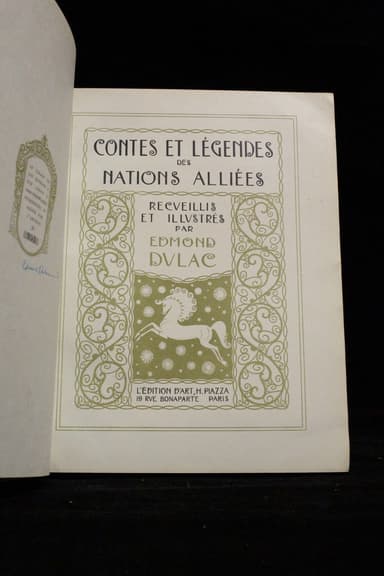 CONTES ET LÉGENDES
DES
NATIONS ALLIÉES
RECVEILLIS
ET ILLVSTRÉS
PAR
EDMOND
DVLAC
L'ÉDITION D'ART, H. PIAZZA
19 RVE BONAPARTE PARIS